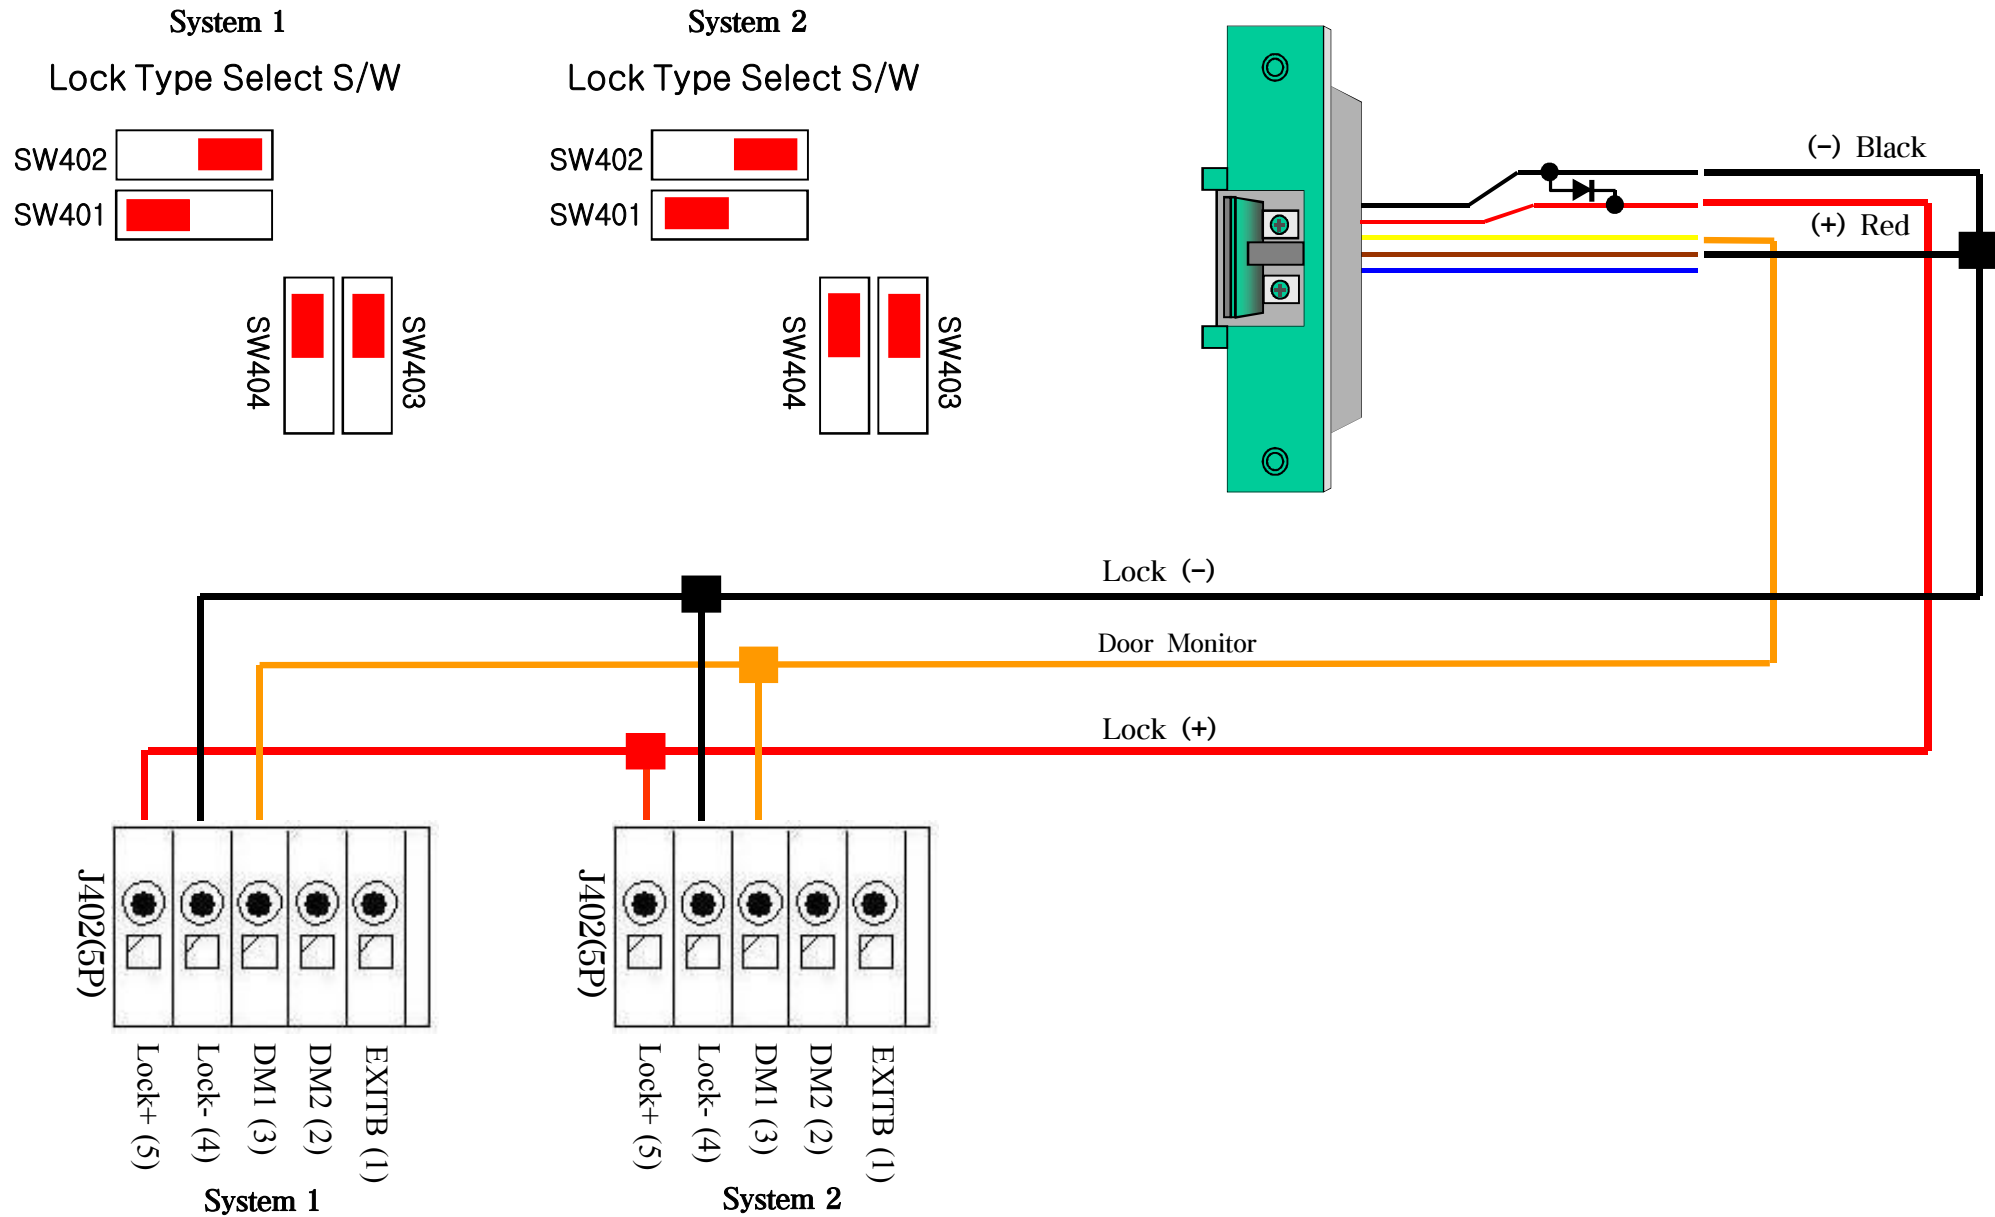 System 1
Lock Type Select S/W
SW402
SW401
SW404
SW403
System 2
Lock Type Select S/W
SW402
SW401
SW404
SW403
(-) Black
(+) Red
Lock (-)
Door Monitor
Lock (+)
J402(5P)
Lock+ (5)
Lock- (4)
DM1 (3)
DM2 (2)
EXITB (1)
System 1
J402(5P)
Lock+ (5)
Lock- (4)
DM1 (3)
DM2 (2)
EXITB (1)
System 2